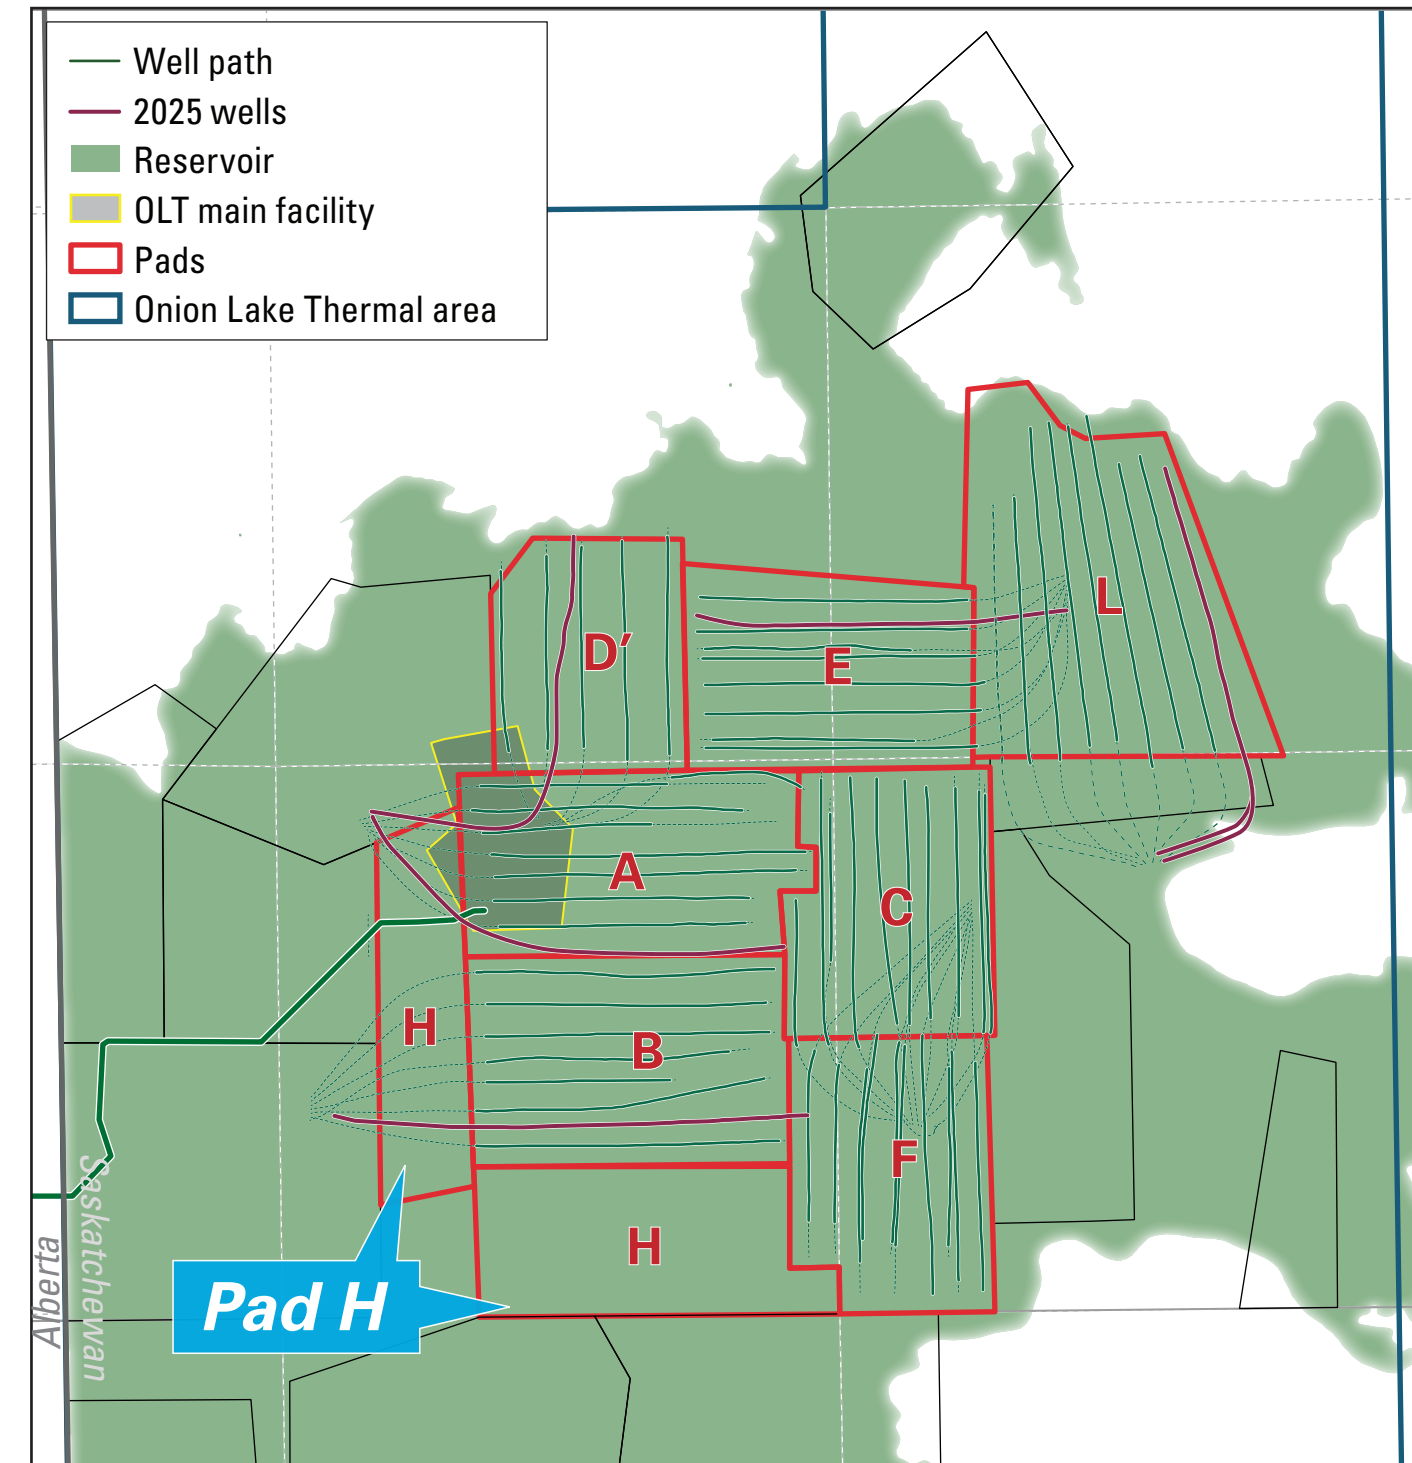 Well path
2025 wells
Reservoir
OLT main facility
Pads
Onion Lake Thermal area
L
D′
E
A
C
H
B
F
H
Pad H
Alberta
Saskatchewan